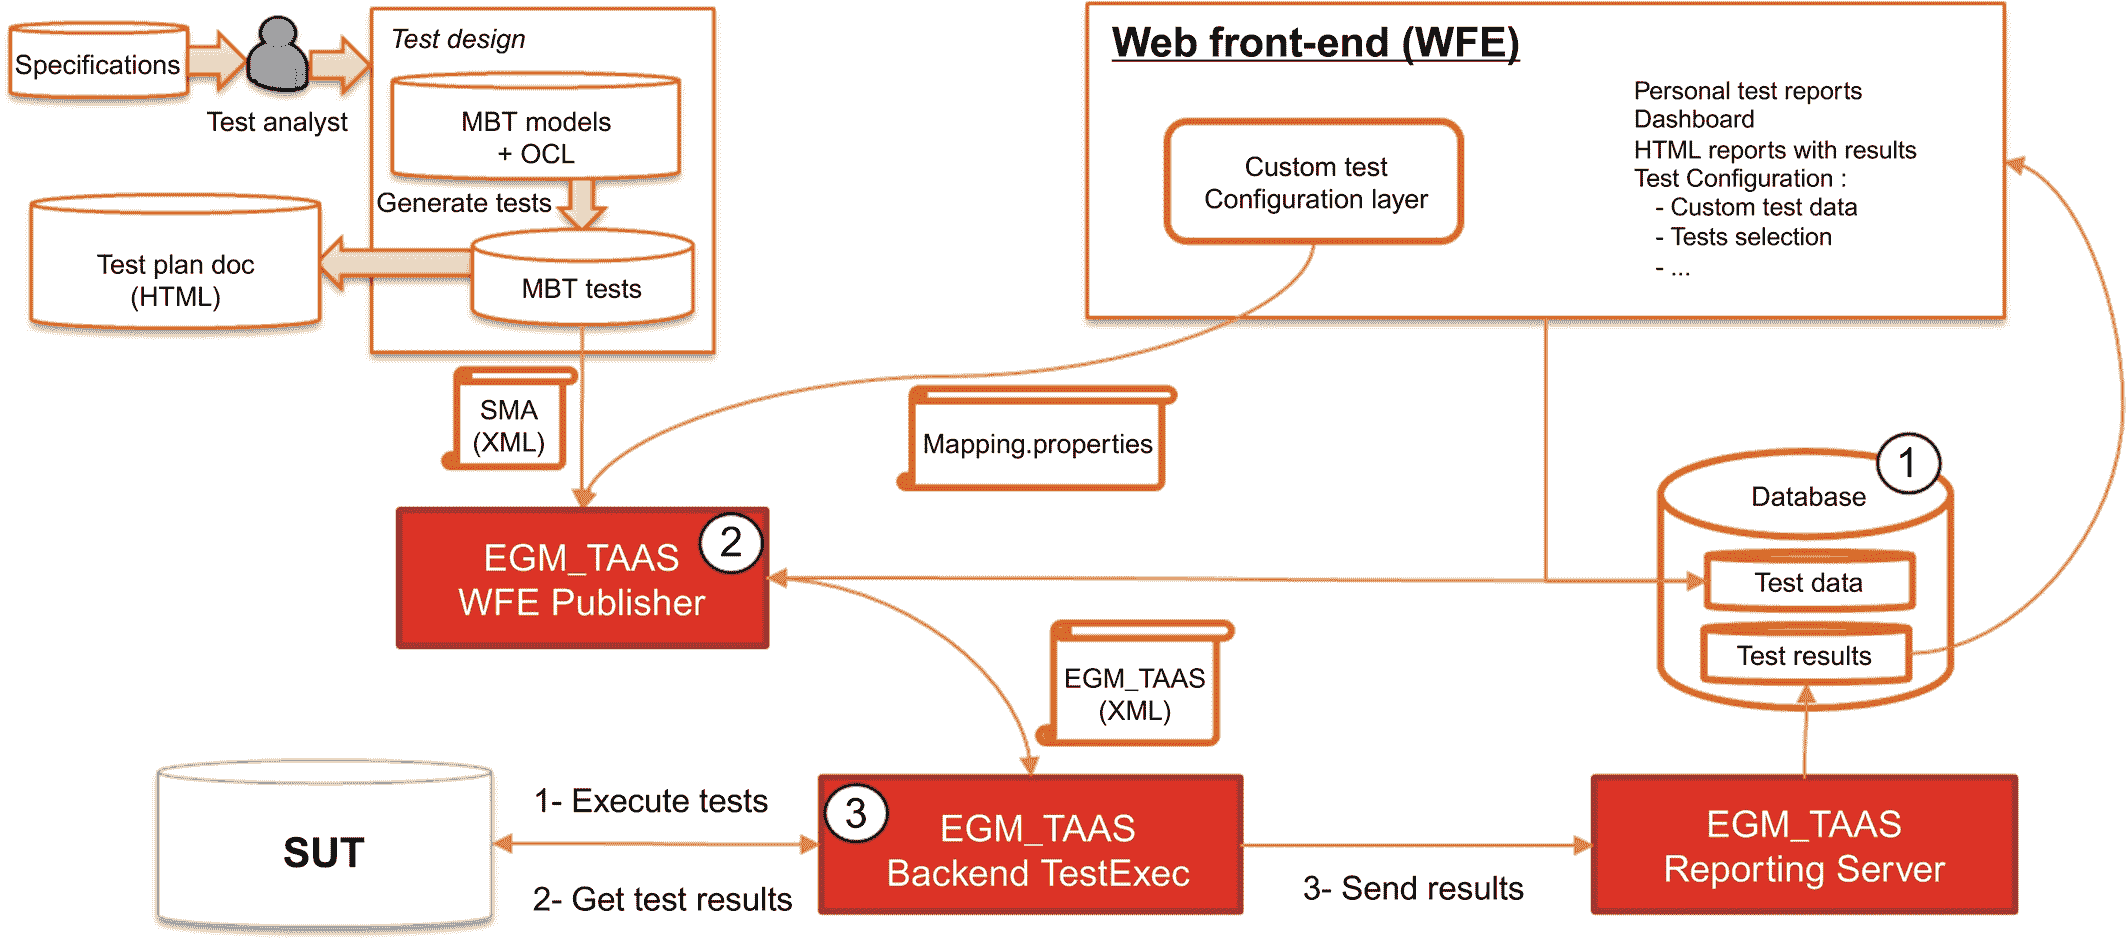 Specifications
Test analyst
Test design
MBT models
+ OCL
Generate tests
MBT tests
Test plan doc
(HTML)
Web front-end (WFE)
Custom test
Configuration layer
Personal test reports
Dashboard
HTML reports with results
Test Configuration :
- Custom test data
- Tests selection
- ...
SMA
(XML)
Mapping.properties
1
Database
Test data
Test results
2
EGM_TAAS
WFE Publisher
EGM_TAAS
(XML)
SUT
1- Execute tests
2- Get test results
3
EGM_TAAS
Backend TestExec
3- Send results
EGM_TAAS
Reporting Server